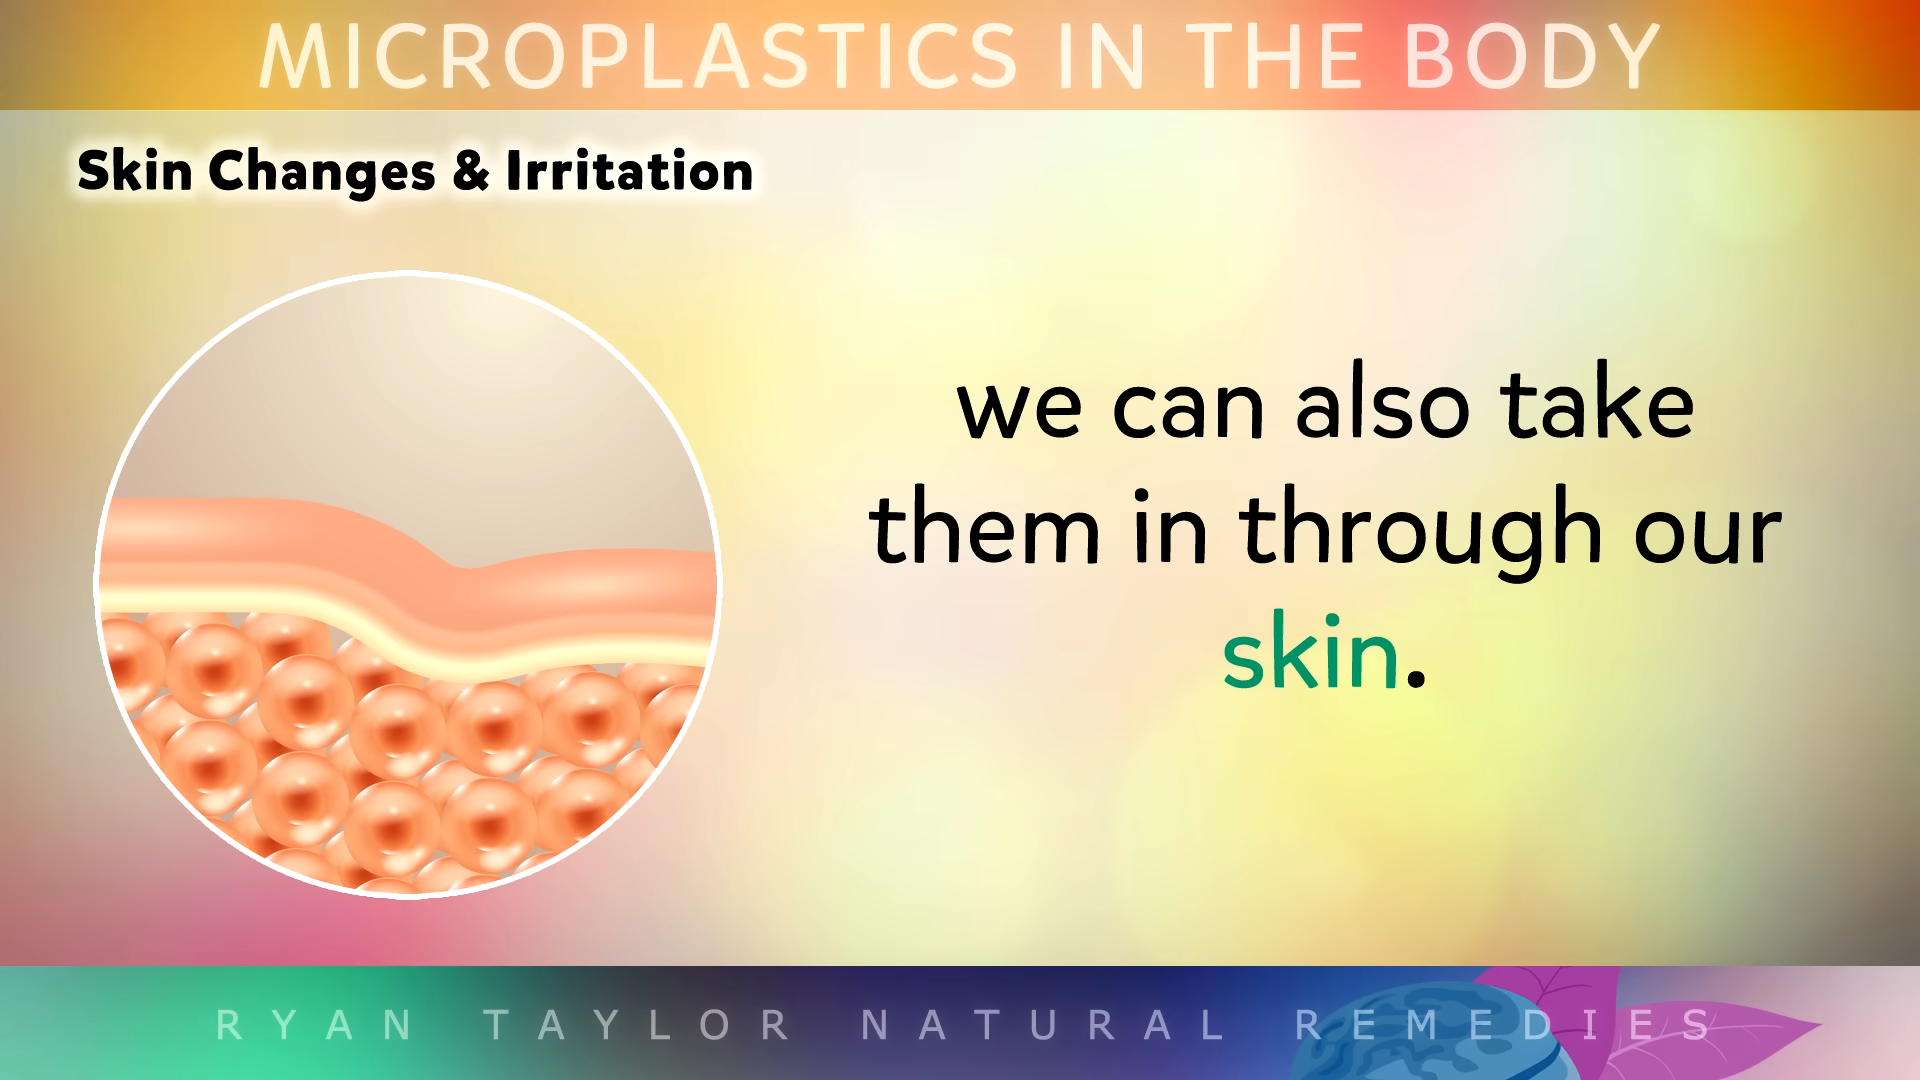 MICROPLASTICS IN THE BODY
Skin Changes & Irritation
we can also take
them in through our
skin.
RYAN TAYLOR NATURAL REMEDIES